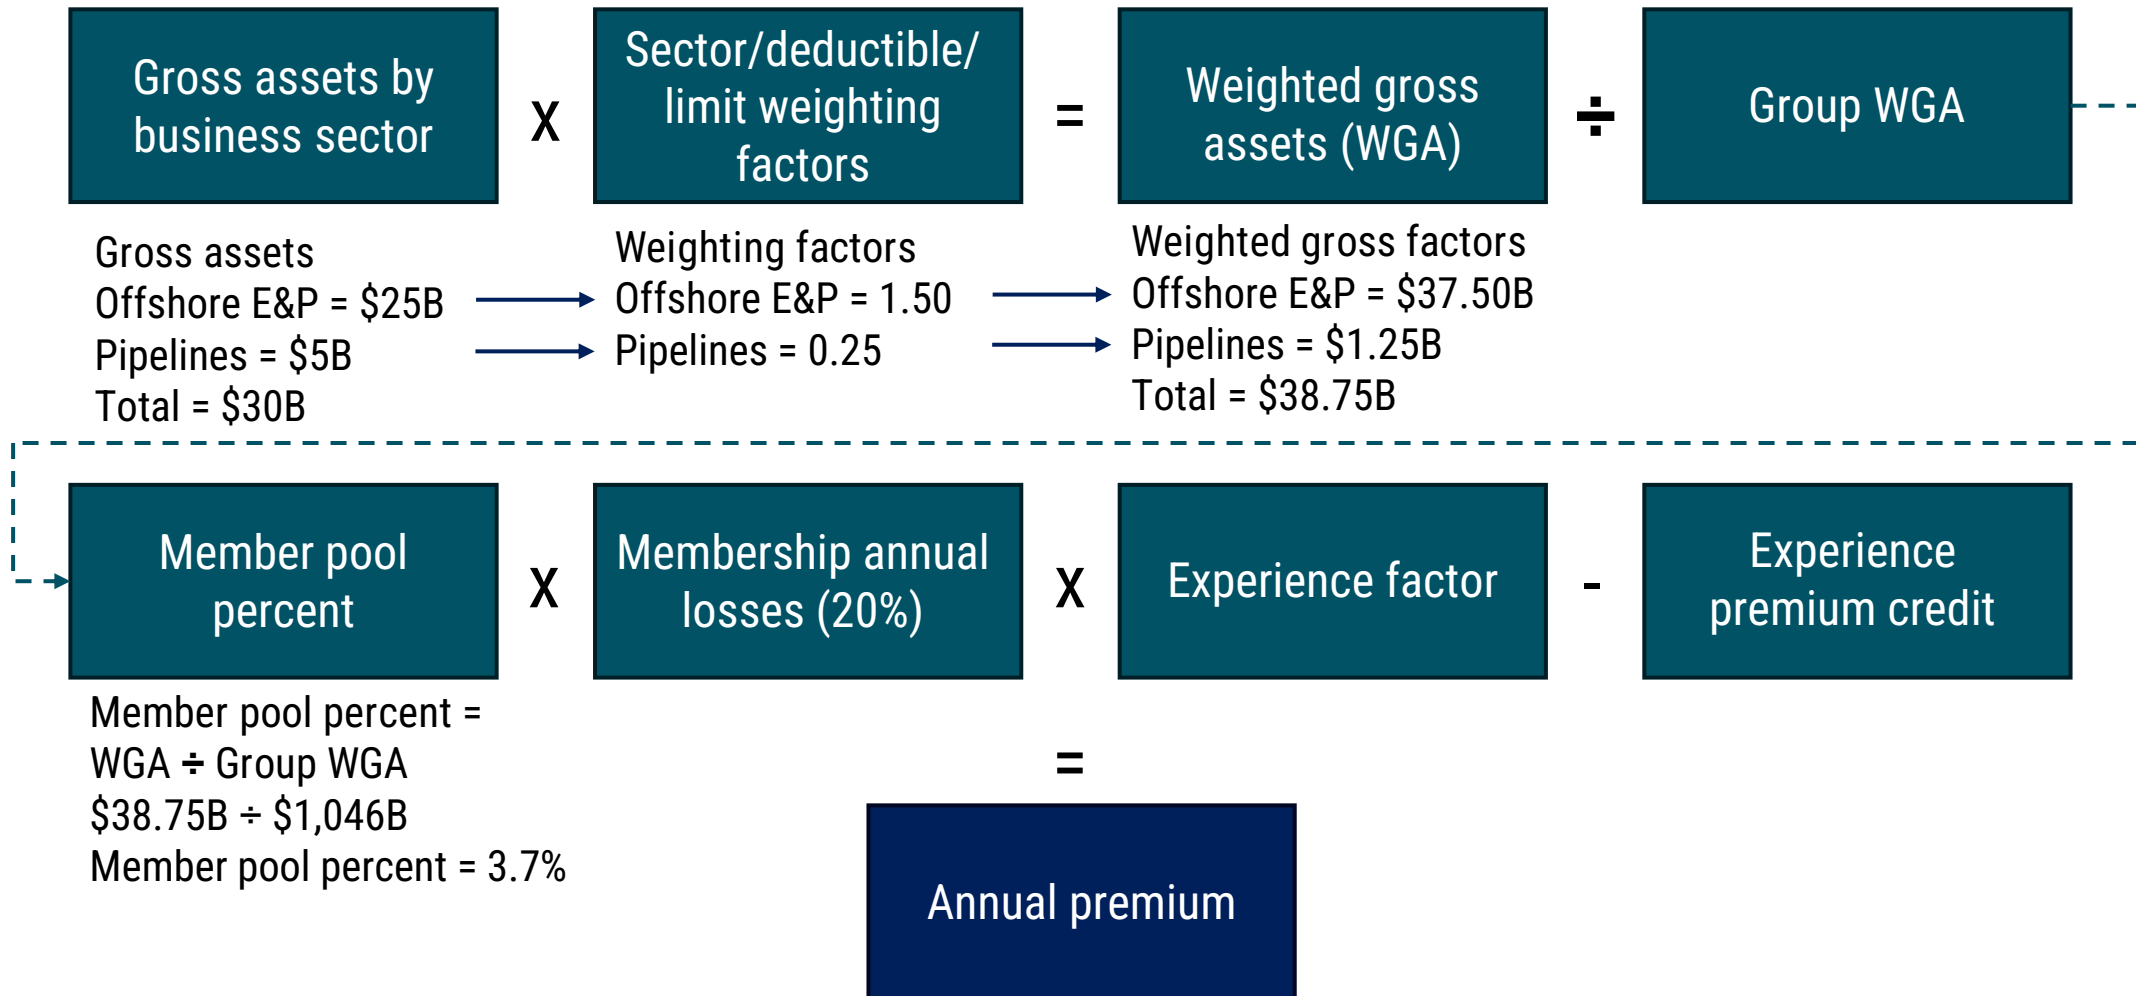 Gross assets by
business sector
X
Sector/deductible/
limit weighting
factors
=
Weighted gross
assets (WGA)
÷
Group WGA
Gross assets
Offshore E&P = $25B
Pipelines = $5B
Total = $30B
Weighting factors
Offshore E&P = 1.50
Pipelines = 0.25
Weighted gross factors
Offshore E&P = $37.50B
Pipelines = $1.25B
Total = $38.75B
Member pool
percent
X
Membership annual
losses (20%)
X
Experience factor
-
Experience
premium credit
Member pool percent =
WGA ÷ Group WGA
$38.75B ÷ $1,046B
Member pool percent = 3.7%
=
Annual premium